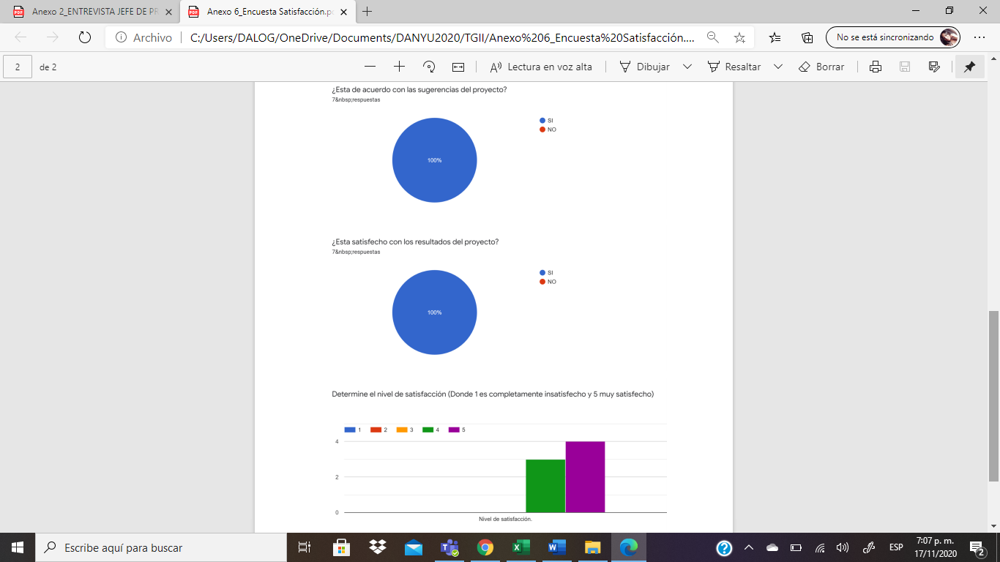 Anexo 2_ENTREVISTA JEFE DE PR
Anexo 6_Encuesta Satisfacción.p
Archivo
C:/Users/DALOG/OneDrive/Documents/DANYU2020/TGII/Anexo%206_Encuesta%20Satisfacción....
No se está sincronizando
2
de 2
Lectura en voz alta
Dibujar
Resaltar
Borrar
¿Esta de acuerdo con las sugerencias del proyecto?
7&nbsp;respuestas
SI
NO
100%
¿Esta satisfecho con los resultados del proyecto?
7&nbsp;respuestas
SI
NO
100%
Determine el nivel de satisfacción (Donde 1 es completamente insatisfecho y 5 muy satisfecho)
1 2 3 4 5
4
2
0
Nivel de satisfacción.
Escribe aquí para buscar
ESP
7:07 p. m.
17/11/2020
2